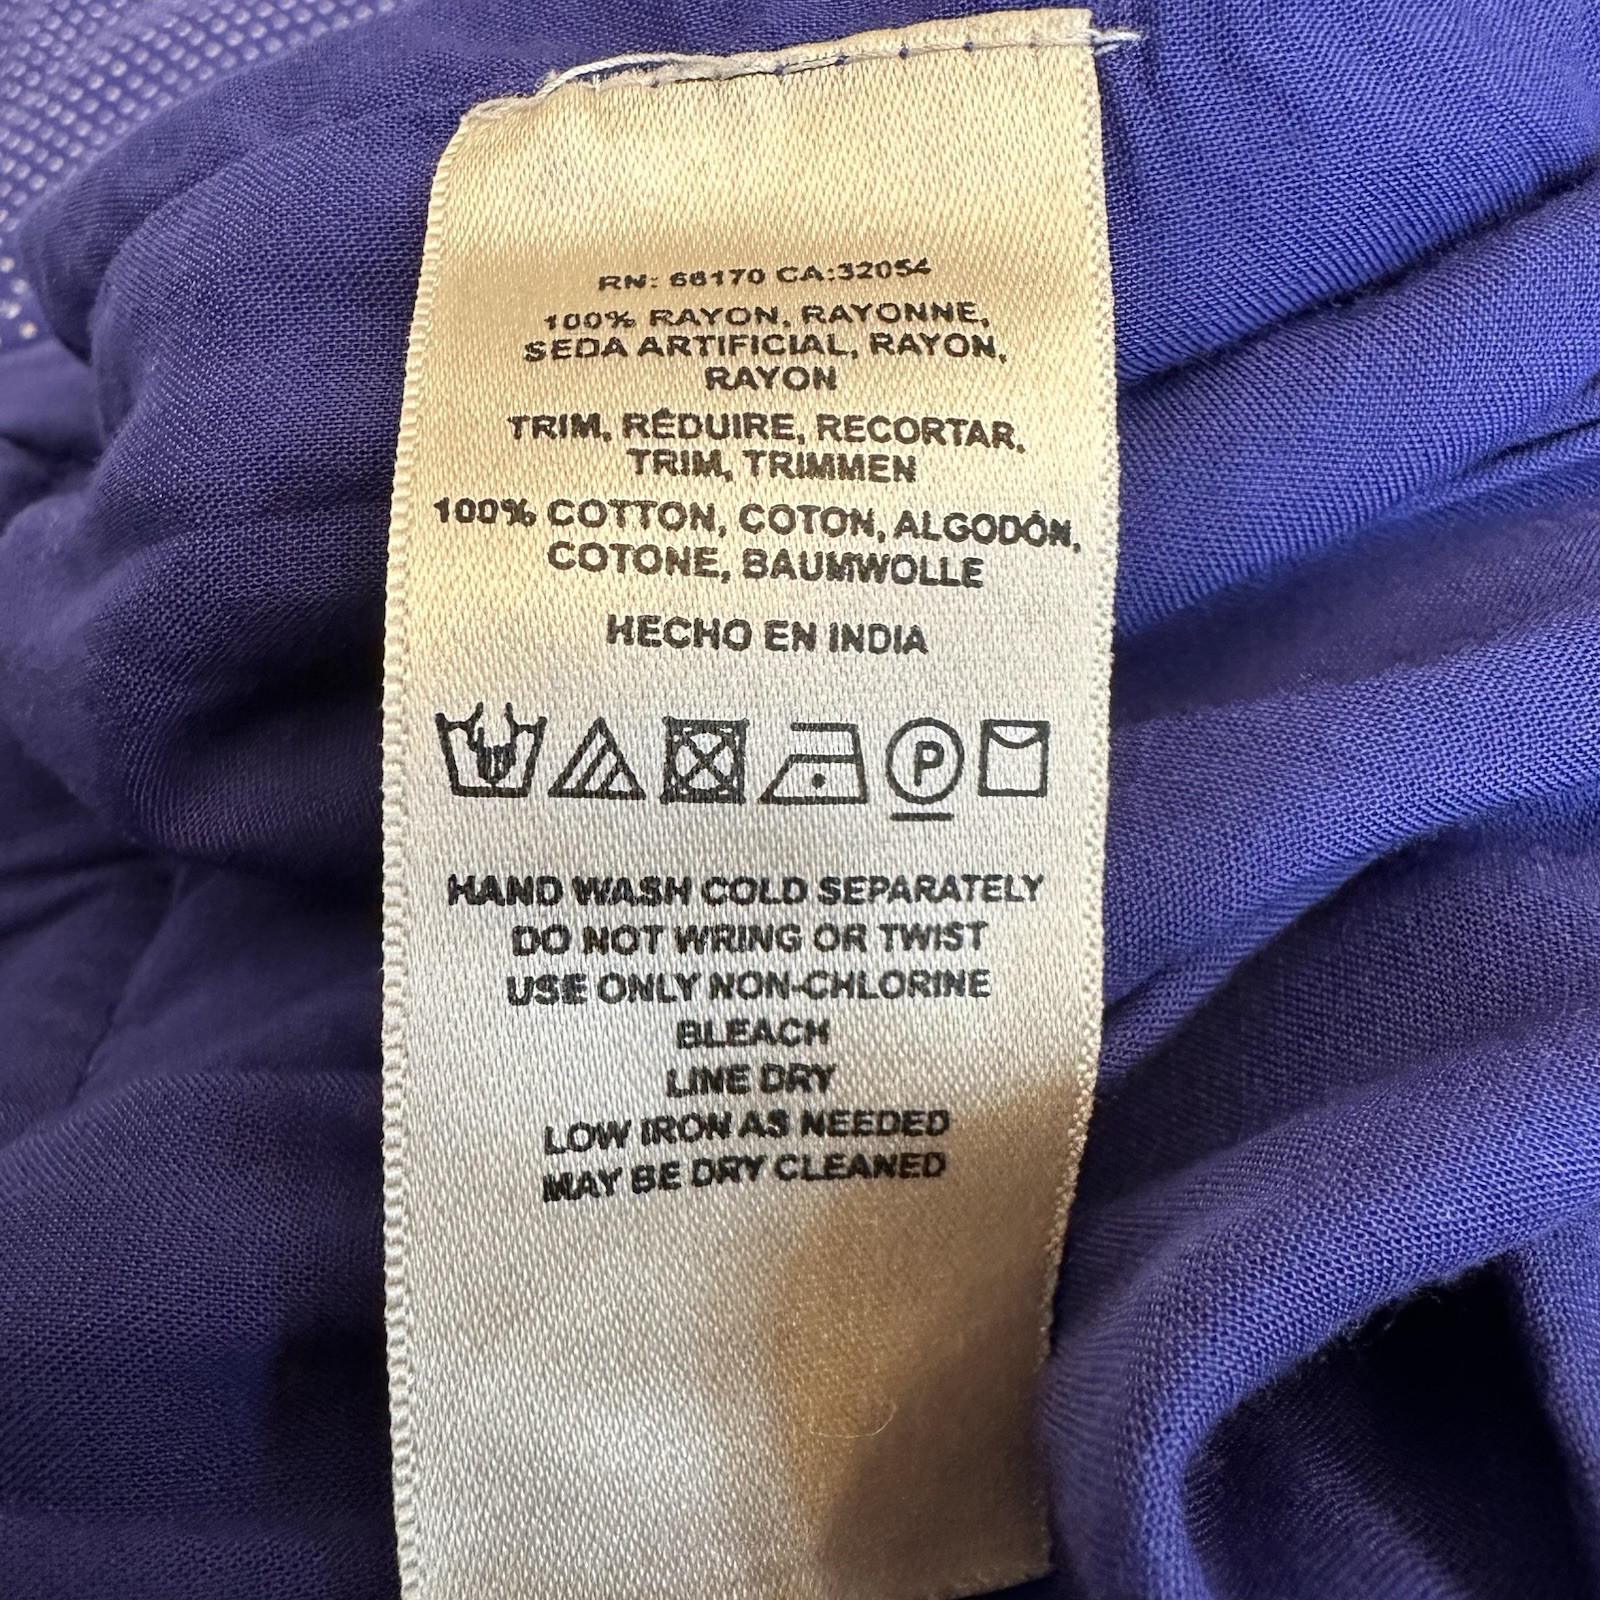 RN: 66170 CA:32054
100% RAYON, RAYONNE,
SEDA ARTIFICIAL, RAYON,
RAYON
TRIM, RÉDUIRE, RECORTAR,
TRIM, TRIMMEN
100% COTTON, COTON, ALGODÓN,
COTONE, BAUMWOLLE
HECHO EN INDIA
P
HAND WASH COLD SEPARATELY
DO NOT WRING OR TWIST
USE ONLY NON-CHLORINE
BLEACH
LINE DRY
LOW IRON AS NEEDED
MAY BE DRY CLEANED